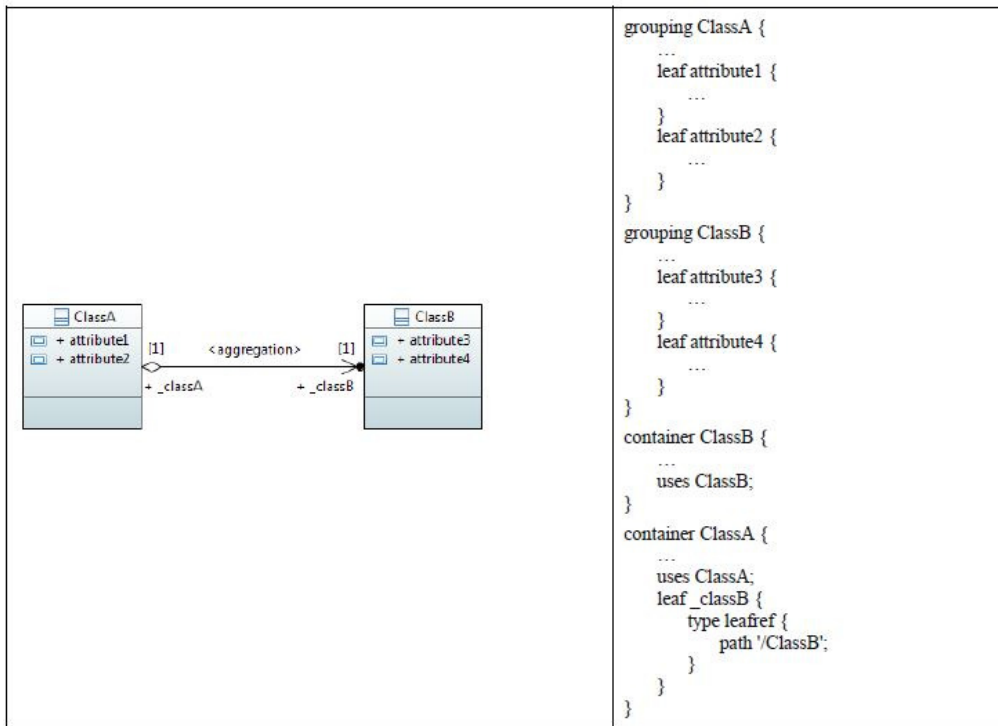 ClassA
+ attribute1
+ attribute2
[1] <aggregation> [1]
+ _classA + _classB
ClassB
+ attribute3
+ attribute4
grouping ClassA {
...
leaf attribute1 {
...
}
leaf attribute2 {
...
}
}
grouping ClassB {
...
leaf attribute3 {
...
}
leaf attribute4 {
...
}
}
container ClassB {
...
uses ClassB;
}
container ClassA {
...
uses ClassA;
leaf _classB {
type leafref {
path '/ClassB';
}
}
}